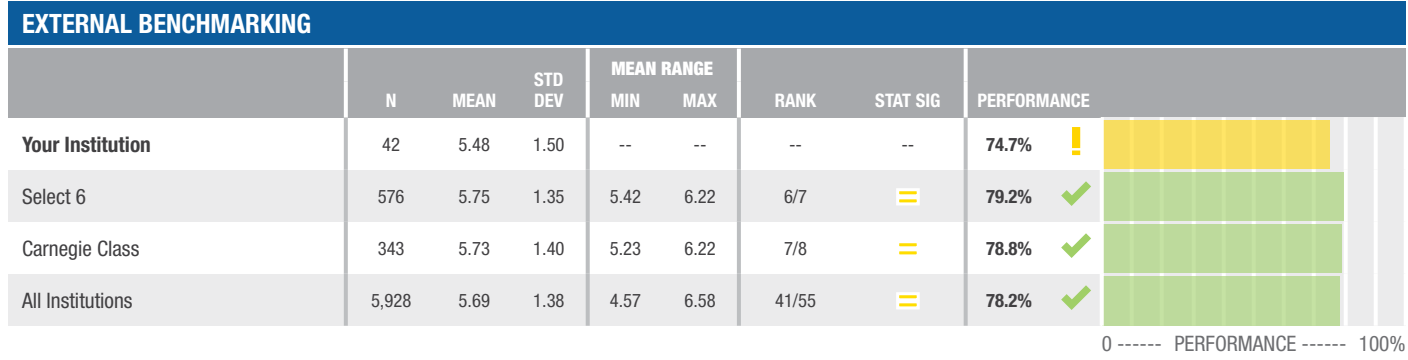 EXTERNAL BENCHMARKING
N MEAN STD DEV MEAN RANGE MIN MAX RANK STAT SIG PERFORMANCE
Your Institution 42 5.48 1.50 -- -- -- -- 74.7% !
Select 6 576 5.75 1.35 5.42 6.22 6/7 = 79.2% ✔
Carnegie Class 343 5.73 1.40 5.23 6.22 7/8 = 78.8% ✔
All Institutions 5,928 5.69 1.38 4.57 6.58 41/55 = 78.2% ✔
0 ------ PERFORMANCE ------ 100%